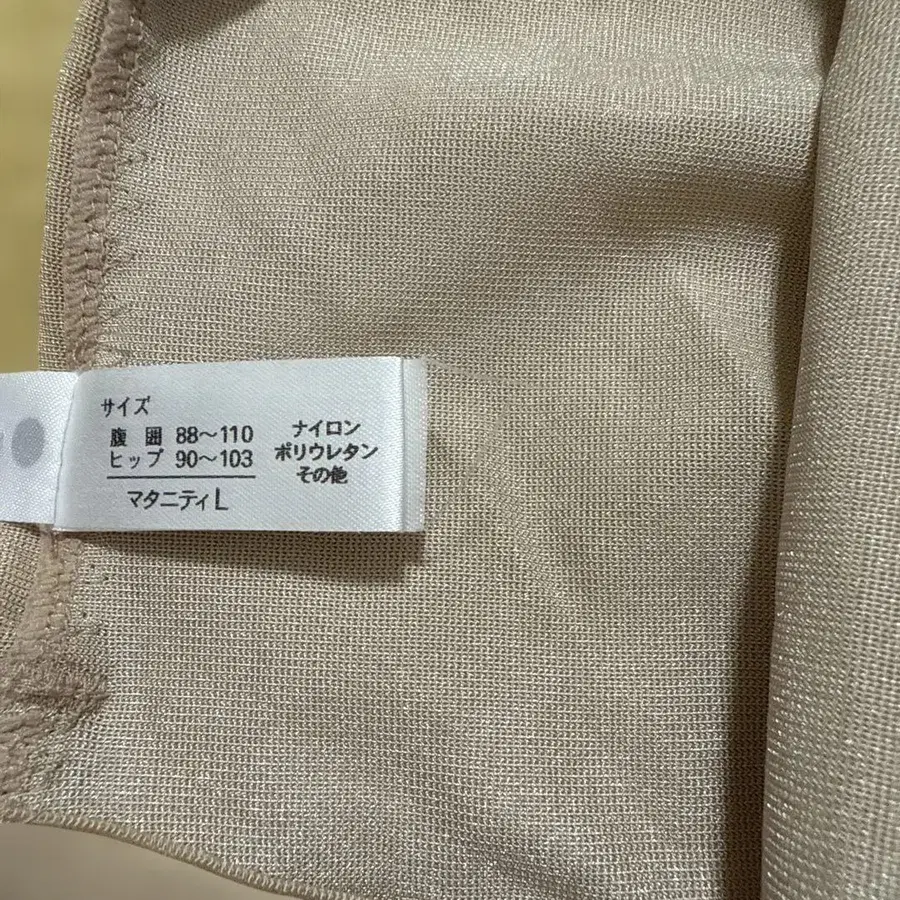 サイズ
腹 囲 88～110
ヒップ 90～103
マタニティL
ナイロン
ポリウレタン
その他